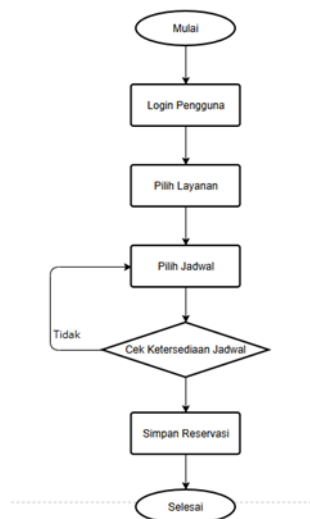 Mulai
Login Pengguna
Pilih Layanan
Pilih Jadwal
Tidak
Cek Ketersediaan Jadwal
Simpan Reservasi
Selesai